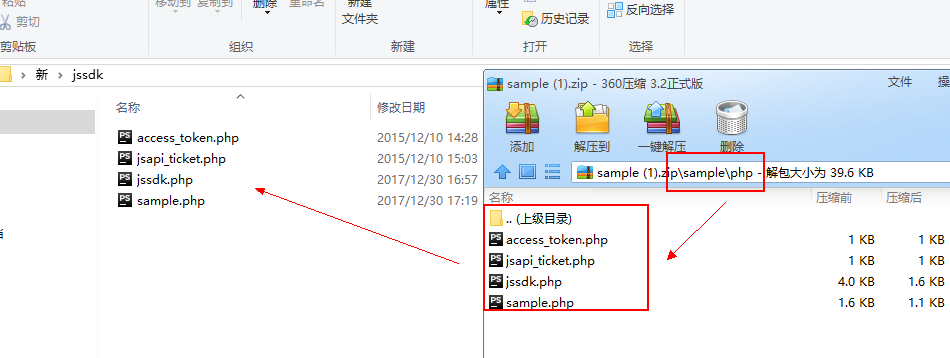 粘贴
剪切
剪贴板
移动到 复制到
删除
重命名
组织
新建
文件夹
新建
属性
历史记录
打开
反向选择
选择
新 jssdk
名称 修改日期
access_token.php 2015/12/10 14:28
jsapi_ticket.php 2015/12/10 15:03
jssdk.php 2017/12/30 16:57
sample.php 2017/12/30 17:19
sample (1).zip - 360压缩 3.2正式版 文件
添加 解压到 一键解压 删除
sample (1).zip\sample\php - 解包大小为 39.6 KB
名称 压缩前 压缩后
.. (上级目录)
access_token.php 1 KB 1 KB
jsapi_ticket.php 1 KB 1 KB
jssdk.php 4.0 KB 1.6 KB
sample.php 1.6 KB 1.1 KB